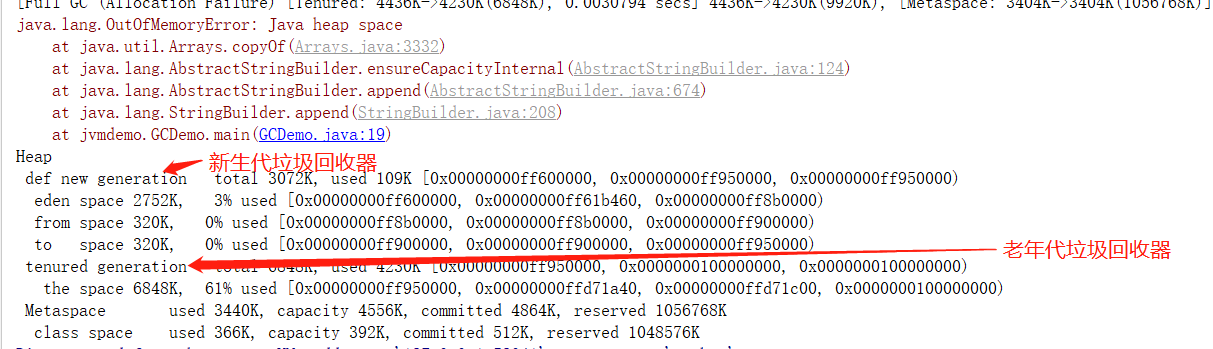 [Full GC (Allocation Failure) [Tenured: 4436K->4230K(6848K), 0.0030794 secs] 4436K->4230K(9920K), [Metaspace: 3404K->3404K(1056768K)]
java.lang.OutOfMemoryError: Java heap space
at java.util.Arrays.copyOf(Arrays.java:3332)
at java.lang.AbstractStringBuilder.ensureCapacityInternal(AbstractStringBuilder.java:124)
at java.lang.AbstractStringBuilder.append(AbstractStringBuilder.java:674)
at java.lang.StringBuilder.append(StringBuilder.java:208)
at jvmdemo.GCDemo.main(GCDemo.java:19)
Heap
新生代垃圾回收器
def new generation total 3072K, used 109K [0x00000000ff600000, 0x00000000ff950000, 0x00000000ff950000)
eden space 2752K, 3% used [0x00000000ff600000, 0x00000000ff61b460, 0x00000000ff8b0000)
from space 320K, 0% used [0x00000000ff8b0000, 0x00000000ff8b0000, 0x00000000ff900000)
to space 320K, 0% used [0x00000000ff900000, 0x00000000ff900000, 0x00000000ff950000)
老年代垃圾回收器
tenured generation total 6848K, used 4230K [0x00000000ff950000, 0x0000000100000000, 0x0000000100000000)
the space 6848K, 61% used [0x00000000ff950000, 0x00000000ffd71a40, 0x00000000ffd71c00, 0x0000000100000000)
Metaspace used 3440K, capacity 4556K, committed 4864K, reserved 1056768K
class space used 366K, capacity 392K, committed 512K, reserved 1048576K